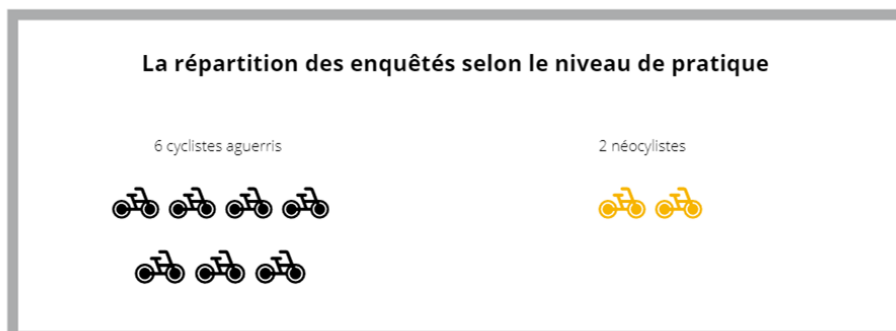 La répartition des enquêtés selon le niveau de pratique
6 cyclistes aguerris
2 néocylistes